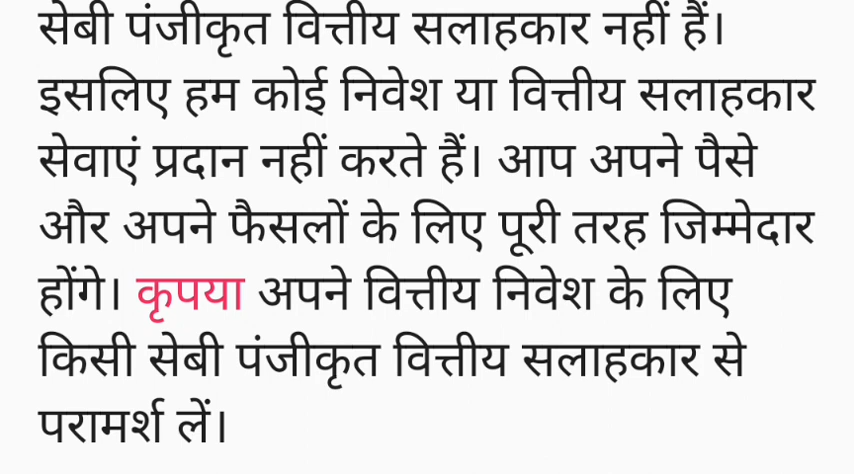 सेबी पंजीकृत वित्तीय सलाहकार नहीं हैं।
इसलिए हम कोई निवेश या वित्तीय सलाहकार
सेवाएं प्रदान नहीं करते हैं। आप अपने पैसे
और अपने फैसलों के लिए पूरी तरह जिम्मेदार
होंगे। कृपया अपने वित्तीय निवेश के लिए
किसी सेबी पंजीकृत वित्तीय सलाहकार से
परामर्श लें।